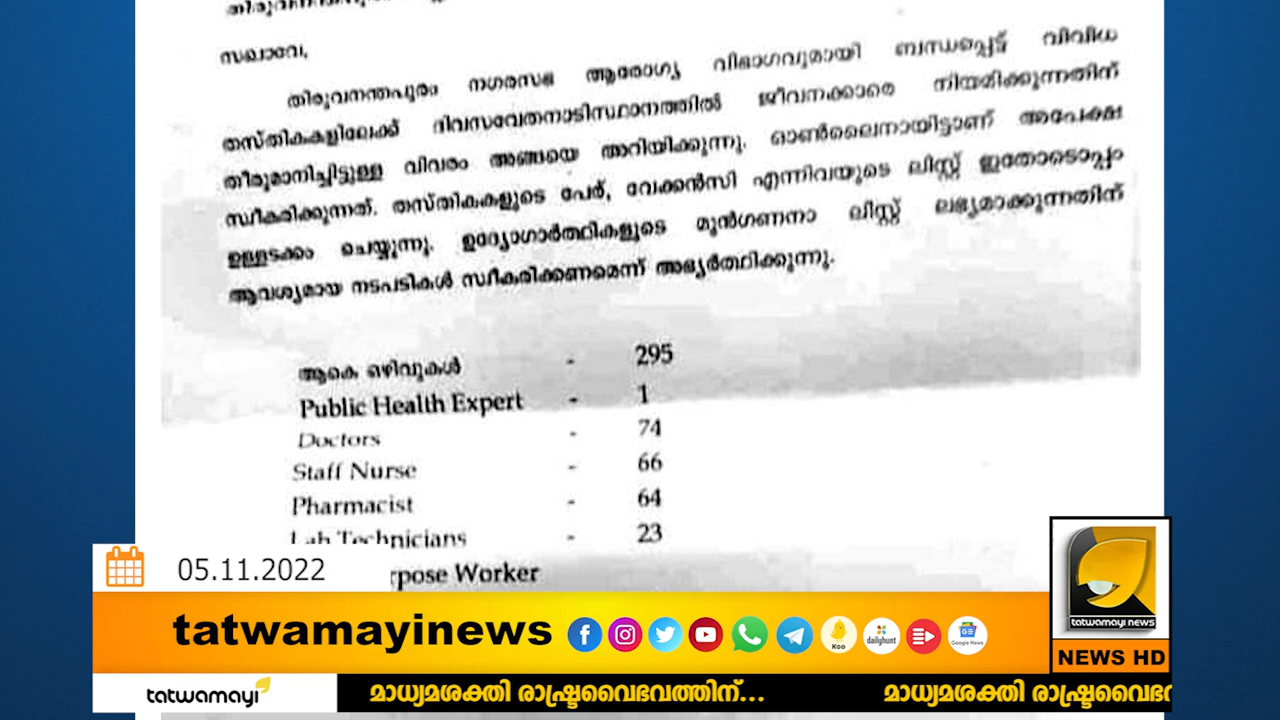 സഖാവേ,
തിരുവനന്തപുരം നഗരസഭ ആരോഗ്യ വിഭാഗവുമായി ബന്ധപ്പെട്ട് വിവിധ
തസ്തികകളിലേക്ക് ദിവസവേതനാടിസ്ഥാനത്തിൽ ജീവനക്കാരെ നിയമിക്കുന്നതിന്
തീരുമാനിച്ചിട്ടുള്ള വിവരം അങ്ങയെ അറിയിക്കുന്നു. ഓൺലൈനായിട്ടാണ് അപേക്ഷ
സ്വീകരിക്കുന്നത്. തസ്തികകളുടെ പേര്, വേക്കൻസി എന്നിവയുടെ ലിസ്റ്റ് ഇതോടൊപ്പം
ഉള്ളടക്കം ചെയ്യുന്നു. ഉദ്യോഗാർത്ഥികളുടെ മുൻഗണനാ ലിസ്റ്റ് ലഭ്യമാക്കുന്നതിന്
ആവശ്യമായ നടപടികൾ സ്വീകരിക്കണമെന്ന് അഭ്യർത്ഥിക്കുന്നു.
ആകെ ഒഴിവുകൾ - 295
Public Health Expert - 1
Doctors - 74
Staff Nurse - 66
Pharmacist - 64
Lab Technicians - 23
rpose Worker
05.11.2022
tatwamayinews
Koo
dailyhunt
Google News
tatwamayi news
NEWS HD
tatwamayi
മാധ്യമശക്തി രാഷ്ട്രവൈഭവത്തിന്... മാധ്യമശക്തി രാഷ്ട്രവൈഭവ